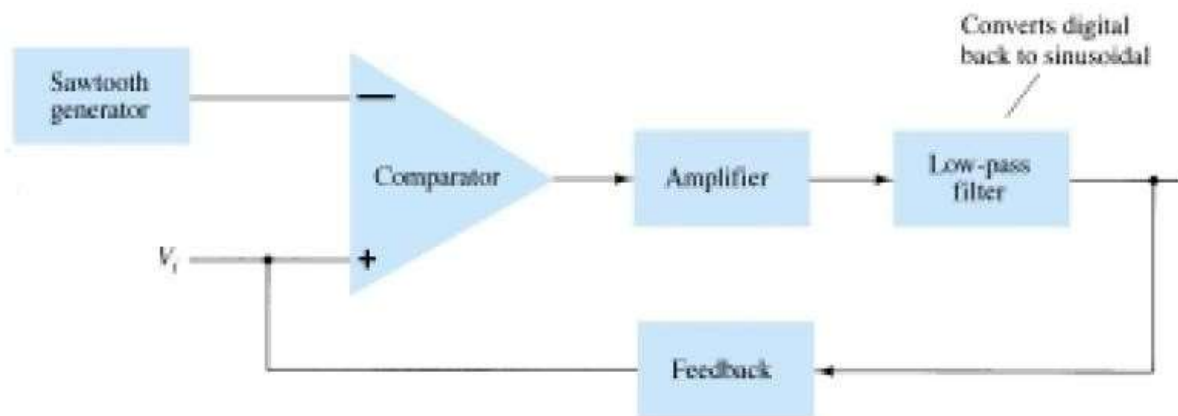 Converts digital
back to sinusoidal
Sawtooth
generator
−
Comparator
Amplifier
Low-pass
filter
V
+
Feedback